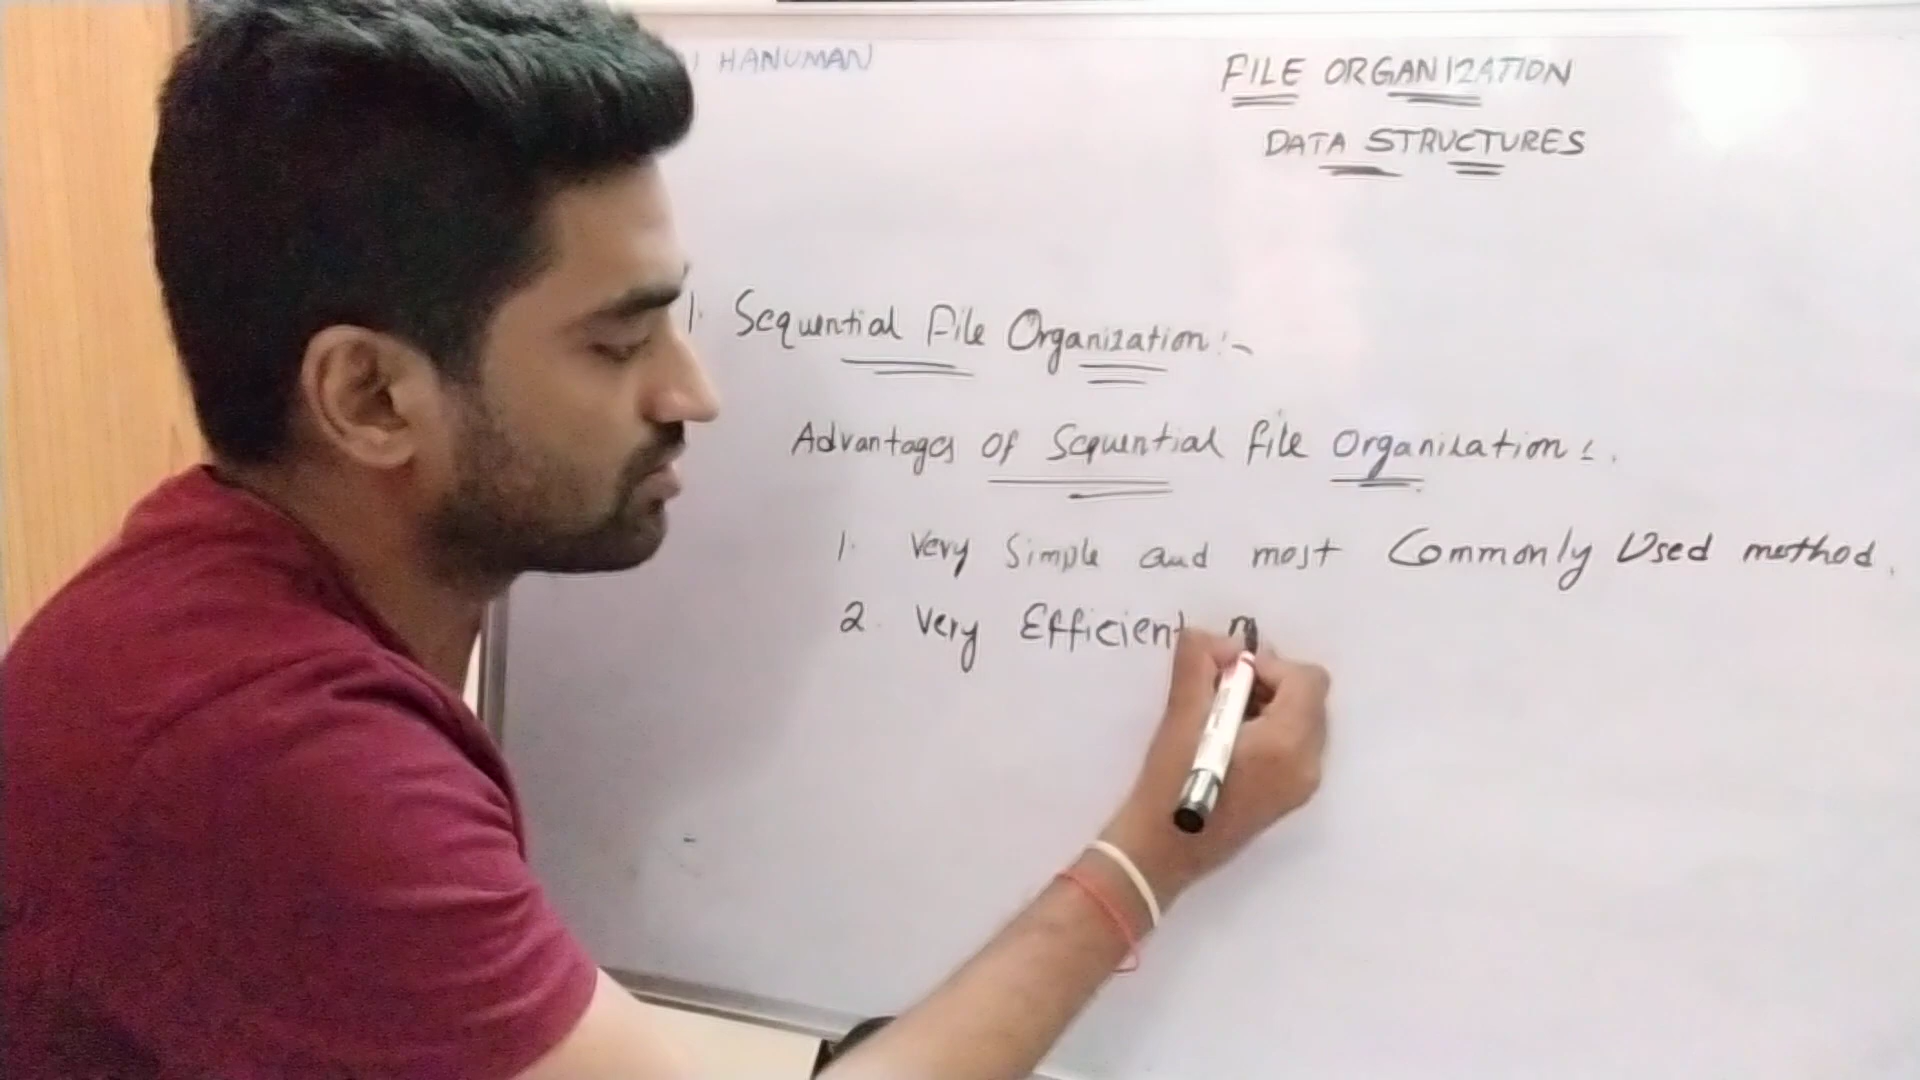 HANUMAN
FILE ORGANIZATION
DATA STRUCTURES
1. Sequential File Organization :-
Advantages Of Sequential file Organization :.
1. Very Simple and most Commonly Used method.
2. Very Efficient m